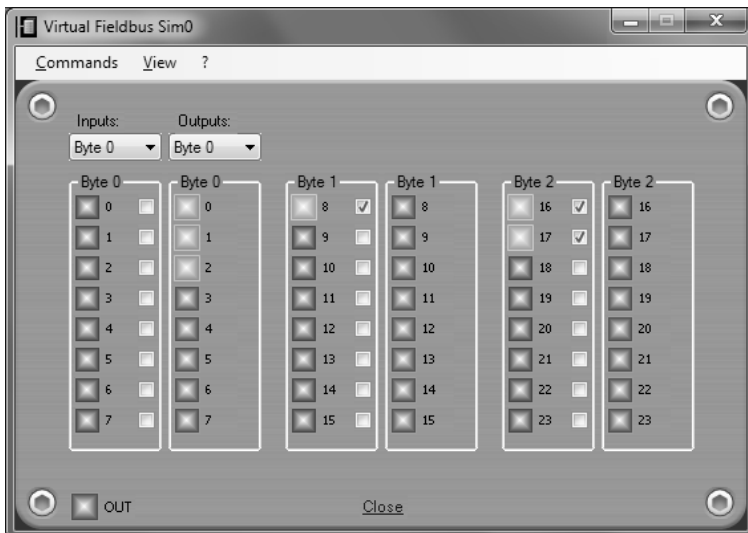 Virtual Fieldbus Sim0
Commands View ?
Inputs: Outputs:
Byte 0 Byte 0
Byte 0 Byte 0 Byte 1 Byte 1 Byte 2 Byte 2
0 0 8 8 16 16
1 1 9 9 17 17
2 2 10 10 18 18
3 3 11 11 19 19
4 4 12 12 20 20
5 5 13 13 21 21
6 6 14 14 22 22
7 7 15 15 23 23
OUT Close